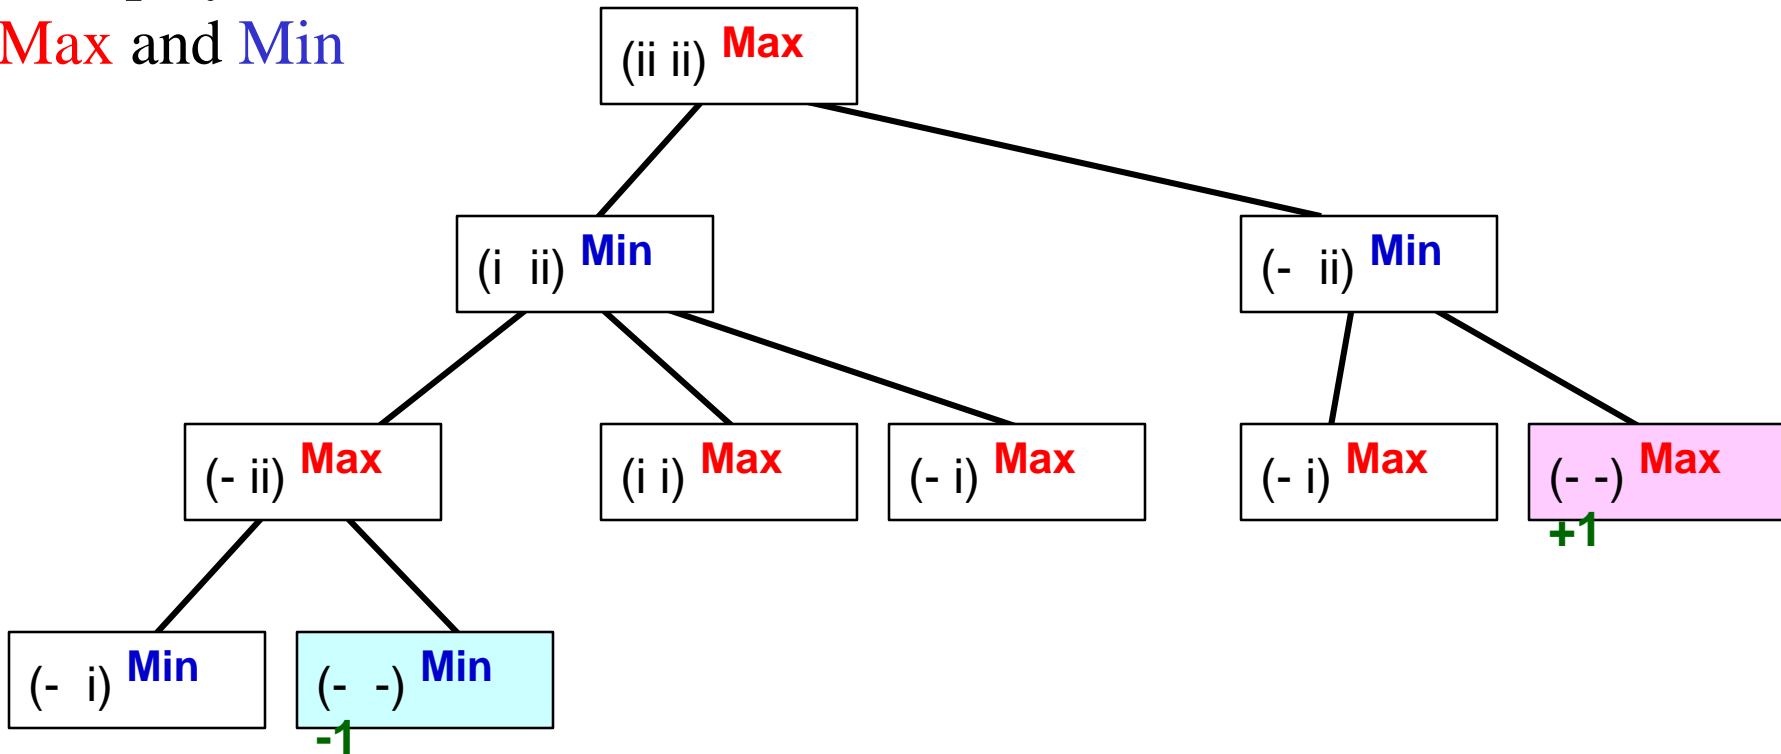 Max and Min
(ii ii) Max
(i ii) Min
(- ii) Min
(- ii) Max
(i i) Max
(- i) Max
(- i) Max
(- -) Max
+1
(- i) Min
(- -) Min
-1